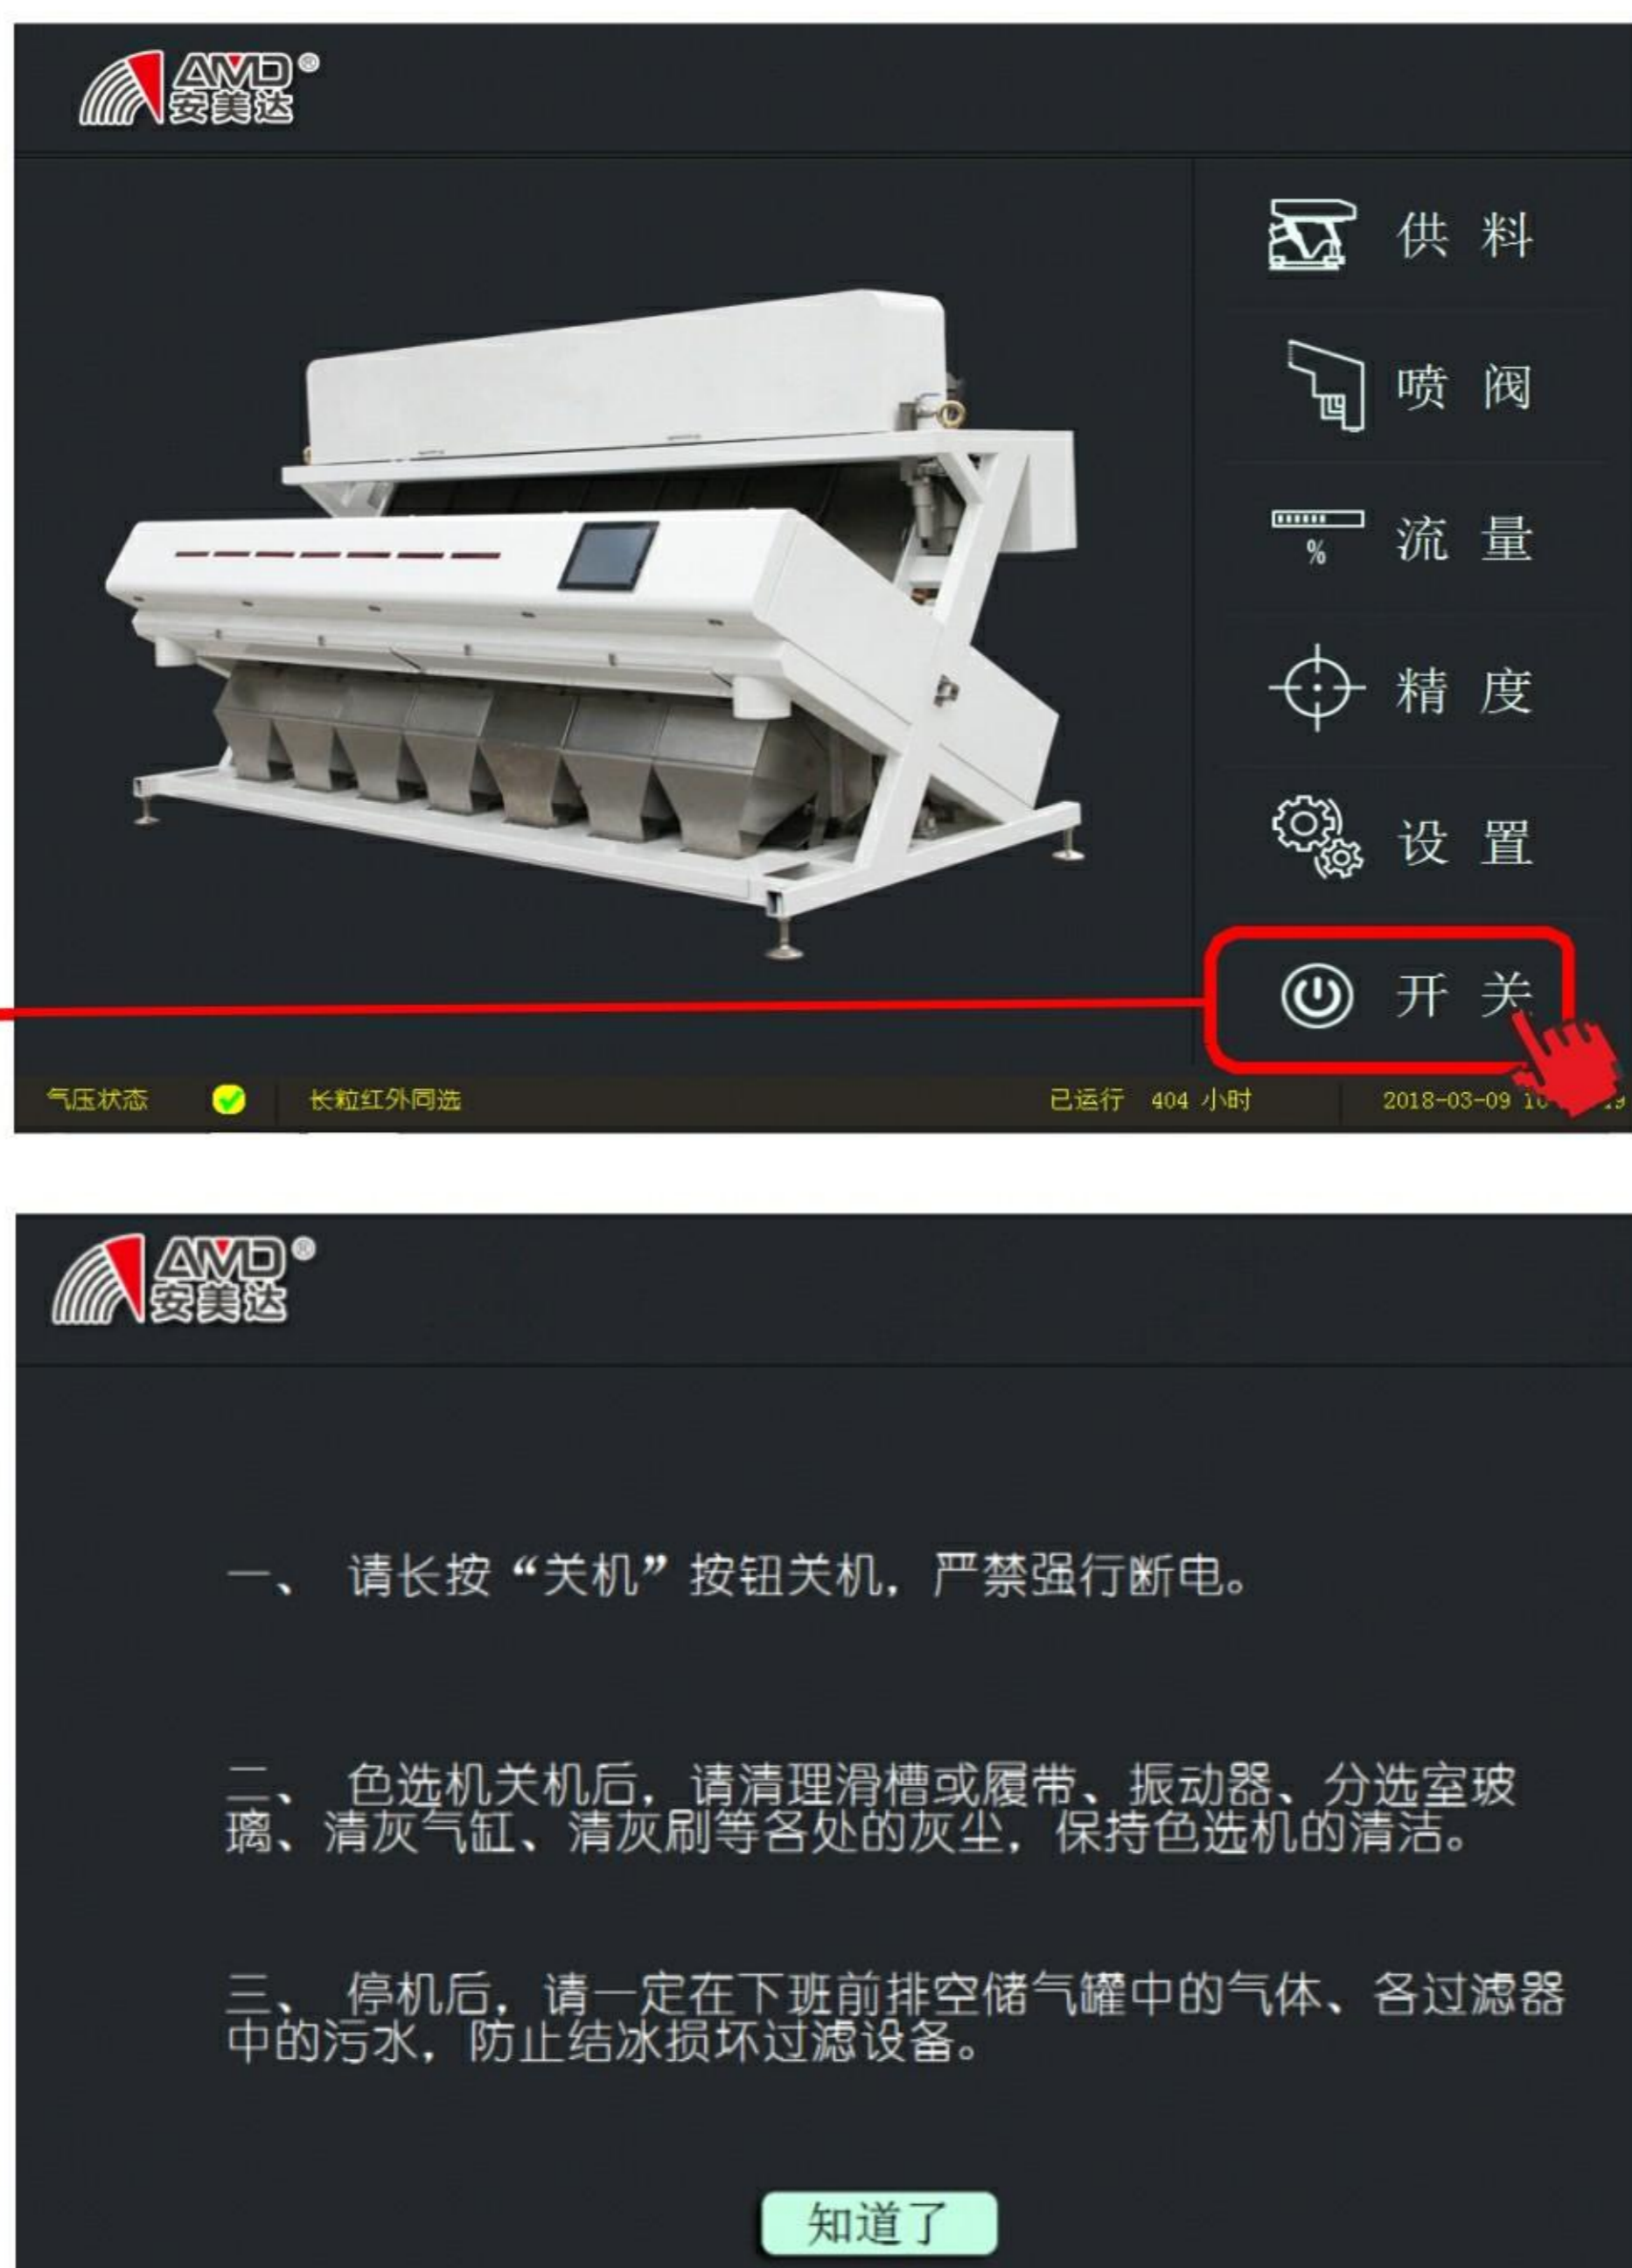 AMD®
安美达
供 料
喷 阀
% 流 量
精 度
设 置
开 关
气压状态 长粒红外同选 已运行 404 小时 2018-03-09
AMD®
安美达
一、 请长按“关机”按钮关机，严禁强行断电。
二、 色选机关机后，请清理滑槽或履带、振动器、分选室玻
璃、清灰气缸、清灰刷等各处的灰尘，保持色选机的清洁。
三、 停机后，请一定在下班前排空储气罐中的气体、各过滤器
中的污水，防止结冰损坏过滤设备。
知道了